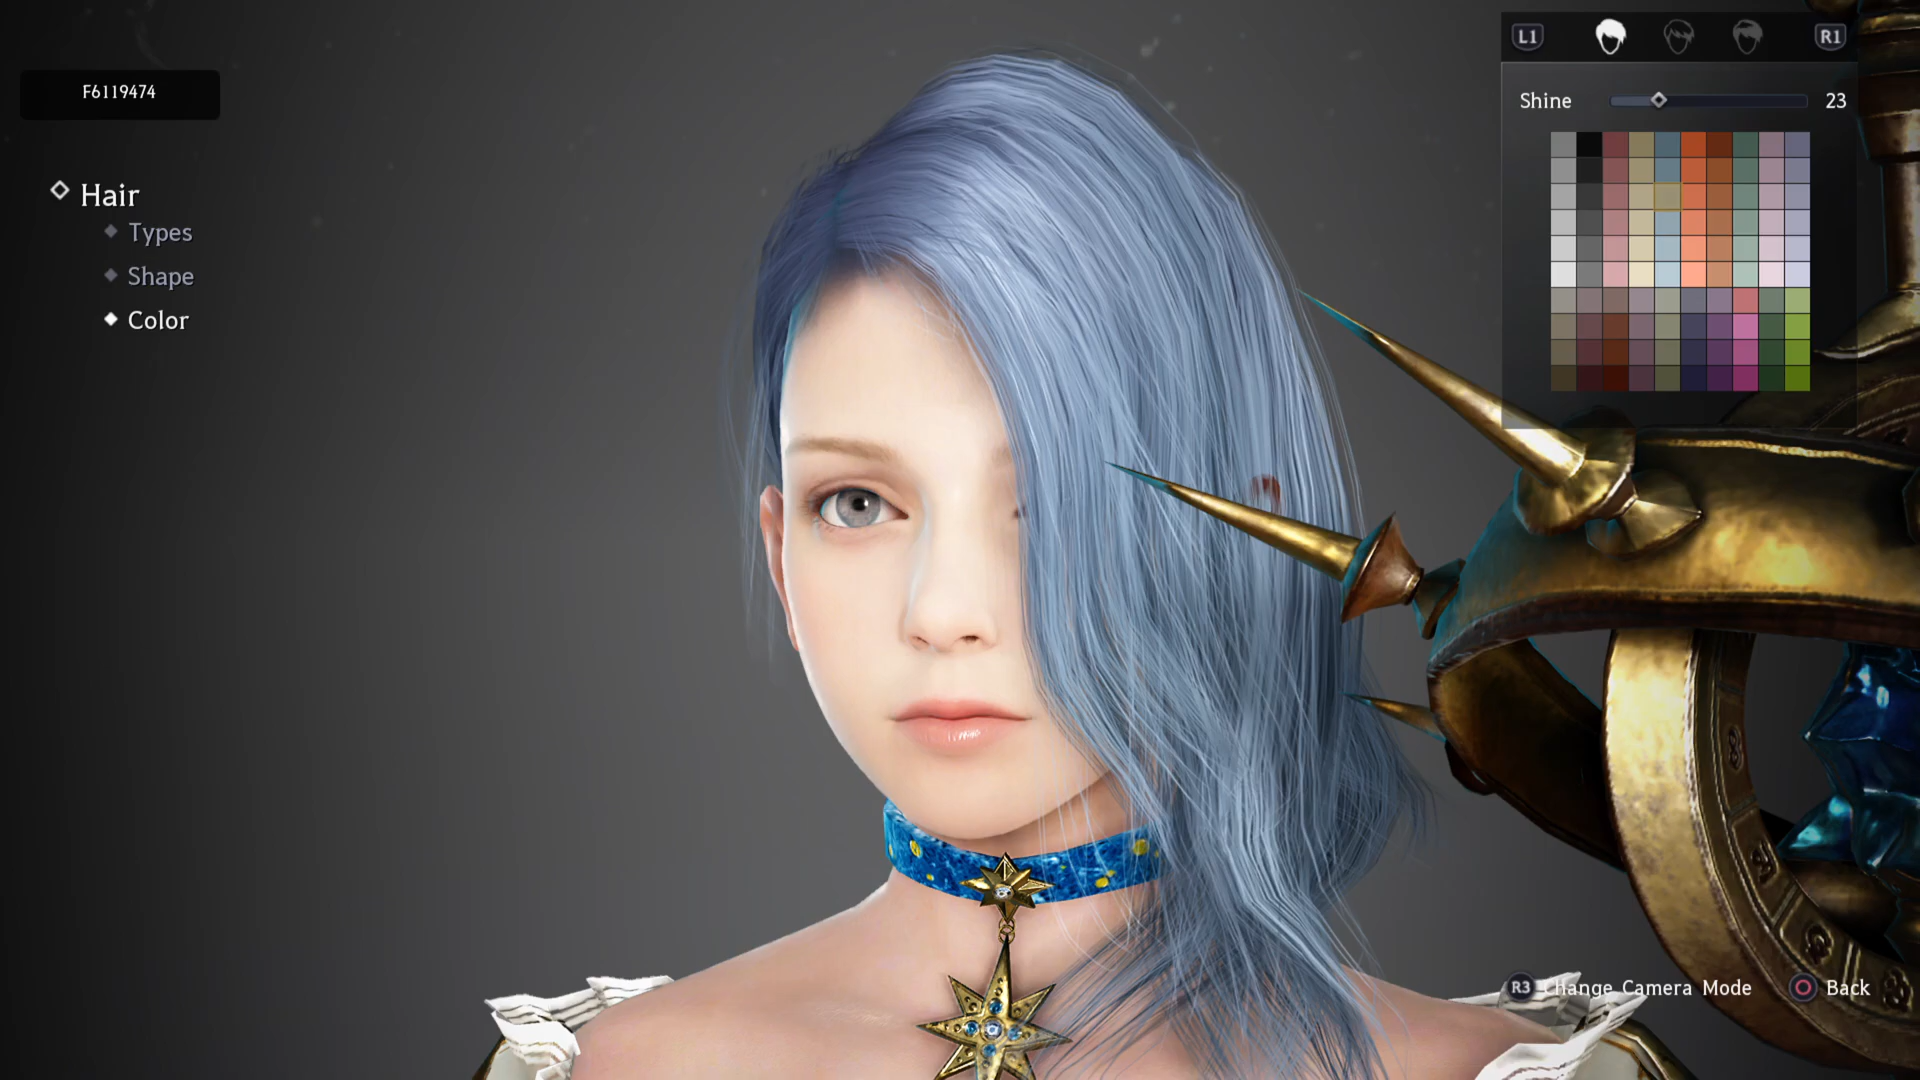 F6119474
Hair
Types
Shape
Color
L1
R1
Shine 23
R3 Change Camera Mode
Back